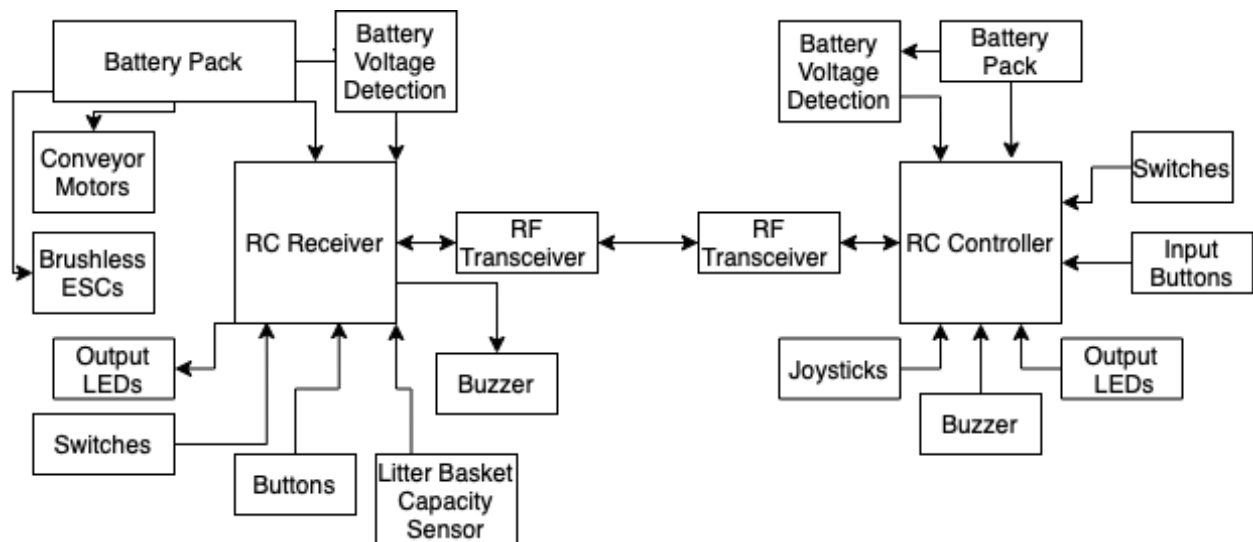 Battery Pack
Battery
Voltage
Detection
Conveyor
Motors
Brushless
ESCs
RC Receiver
RF
Transceiver
Output
LEDs
Switches
Buttons
Litter Basket
Capacity
Sensor
Buzzer
RF
Transceiver
Battery
Voltage
Detection
Battery
Pack
RC Controller
Switches
Input
Buttons
Joysticks
Buzzer
Output
LEDs